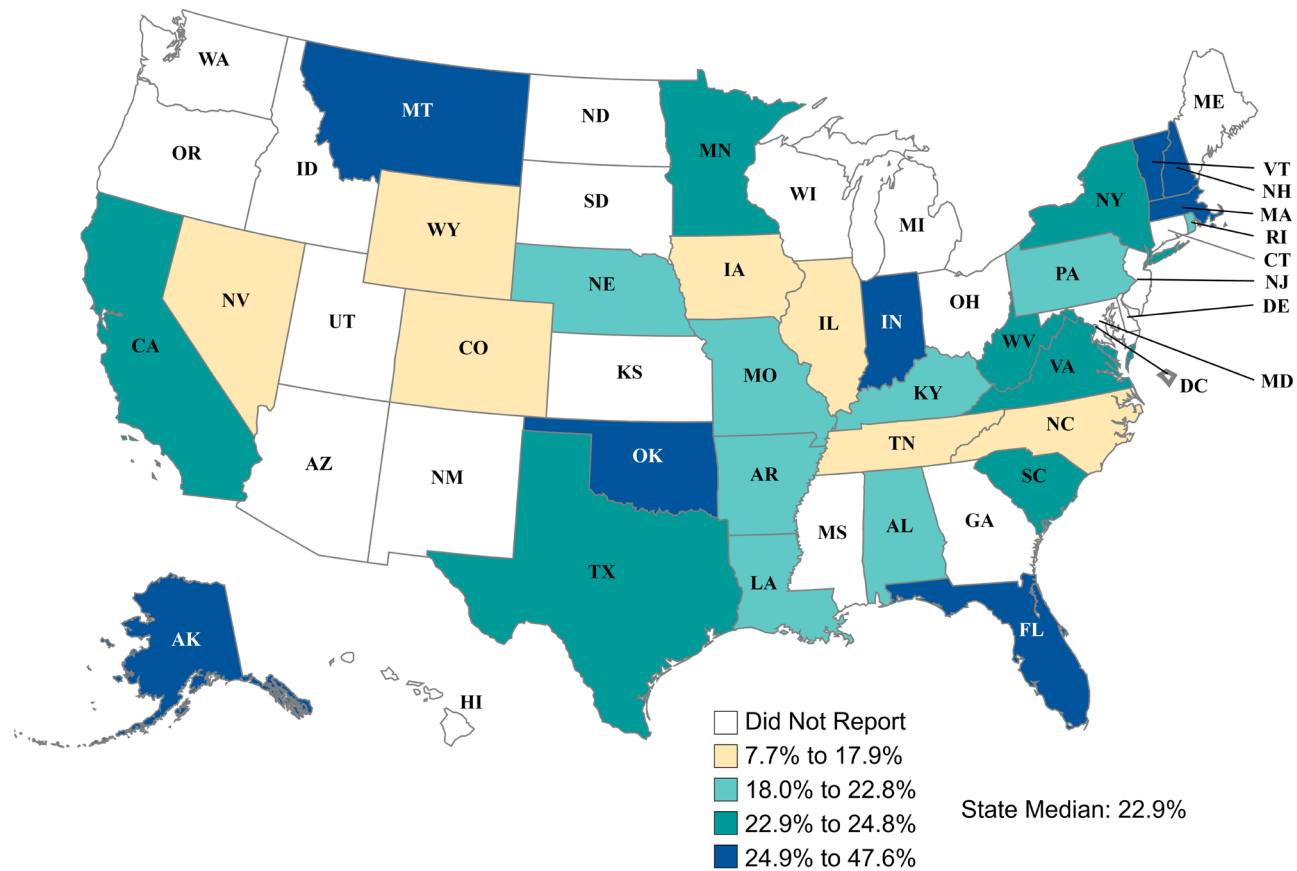 WA
MT
ND
MN
ME
OR
ID
WI
VT
NH
SD
MI
NY
MA
WY
RI
CT
IA
PA
NJ
NE
NV
OH
DE
UT
IL
IN
CA
CO
WV
VA
KS
MO
KY
DC
MD
NC
TN
OK
AZ
NM
AR
SC
MS
AL
GA
TX
LA
AK
FL
HI
Did Not Report
7.7% to 17.9%
18.0% to 22.8%
State Median: 22.9%
22.9% to 24.8%
24.9% to 47.6%